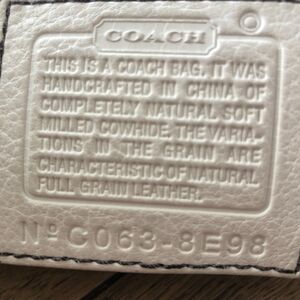 COACH
THIS IS A COACH BAG. IT WAS
HANDCRAFTED IN CHINA OF
COMPLETELY NATURAL SOFT
MILLED COWHIDE, THE VARIA-
TIONS IN THE GRAIN ARE
CHARACTERISTIC OF NATURAL
FULL GRAIN LEATHER.
Nº C063-8E98